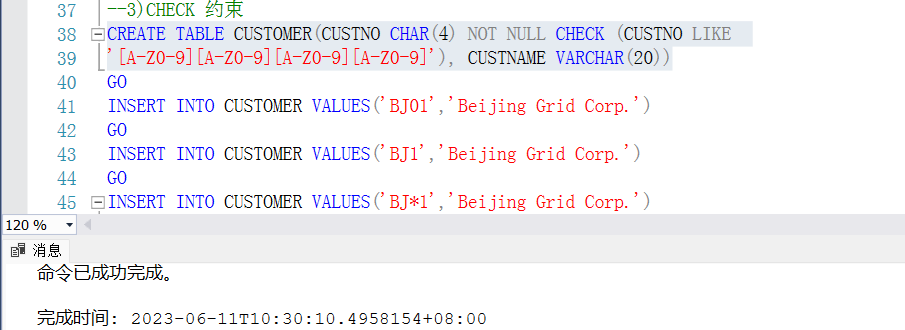 37 --3)CHECK 约束
38 CREATE TABLE CUSTOMER(CUSTNO CHAR(4) NOT NULL CHECK (CUSTNO LIKE
39 '[A-Z0-9][A-Z0-9][A-Z0-9][A-Z0-9]'), CUSTNAME VARCHAR(20))
40 GO
41 INSERT INTO CUSTOMER VALUES('BJ01','Beijing Grid Corp.')
42 GO
43 INSERT INTO CUSTOMER VALUES('BJ1','Beijing Grid Corp.')
44 GO
45 INSERT INTO CUSTOMER VALUES('BJ*1','Beijing Grid Corp.')
120 %
消息
命令已成功完成。
完成时间: 2023-06-11T10:30:10.4958154+08:00